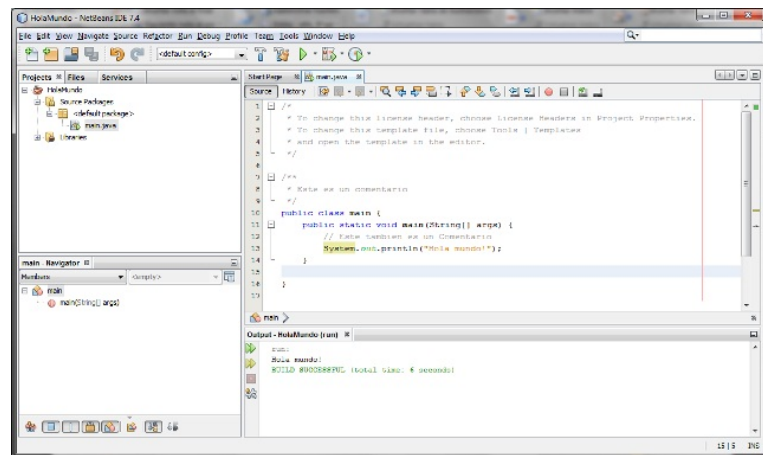 HolaMundo - NetBeans IDE 7.4
File Edit View Navigate Source Refactor Run Debug Profile Team Tools Window Help
<default config>
Projects Files Services
Start Page main.java
HolaMundo
Source Packages
<default package>
main.java
Libraries
Source History
1 /*
2 * To change this license header, choose License Headers in Project Properties.
3 * To change this template file, choose Tools | Templates
4 * and open the template in the editor.
5 */
6
7 /**
8 * Este es un comentario
9 */
10 public class main {
11 public static void main(String[] args) {
12 // Este tambien es un Comentario
13 System.out.println("Hola mundo!");
14 }
15
16 }
17
main - Navigator
Members <empty>
main
main(String[] args)
main
Output - HolaMundo (run)
run:
Hola mundo!
BUILD SUCCESSFUL (total time: 6 seconds)
15 | 5 INS